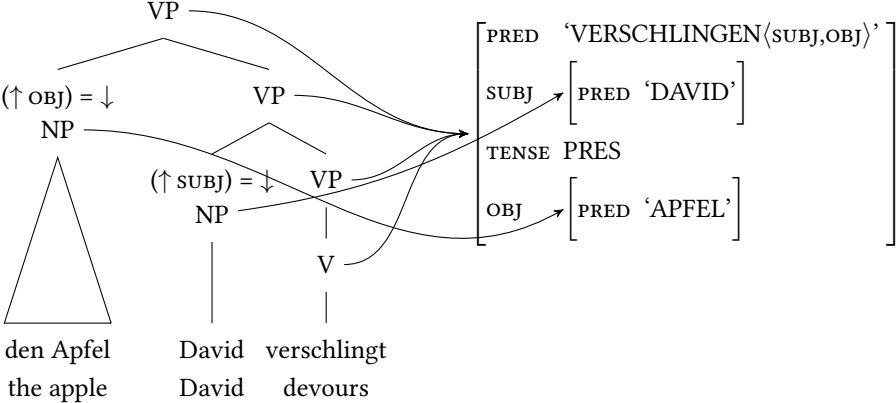 VP
PRED ‘VERSCHLINGEN⟨SUBJ,OBJ⟩’
(↑ OBJ) = ↓
VP
SUBJ [PRED ‘DAVID’]
NP
TENSE PRES
(↑ SUBJ) = ↓
VP
NP
OBJ [PRED ‘APFEL’]
V
den Apfel David verschlingt
the apple David devours